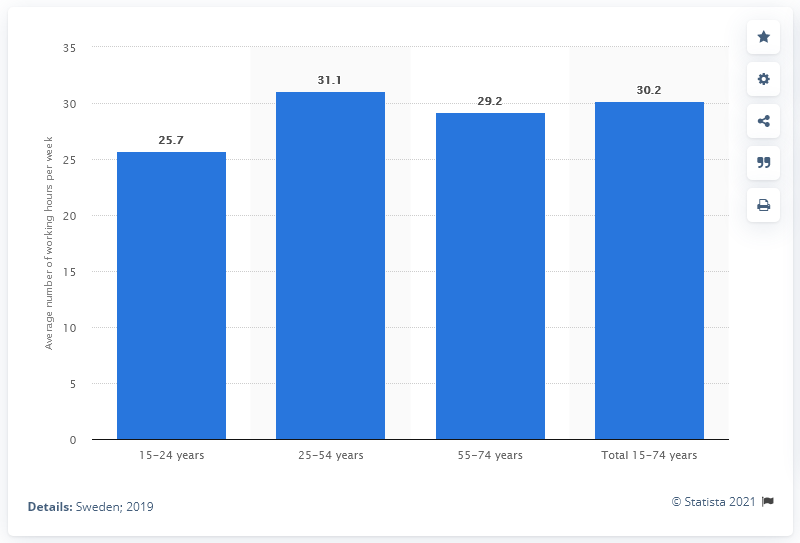 35
30
25
20
15
10
5
0
Average number of working hours per week
25.7
31.1
29.2
30.2
15-24 years
25-54 years
55-74 years
Total 15-74 years
Details: Sweden; 2019
© Statista 2021